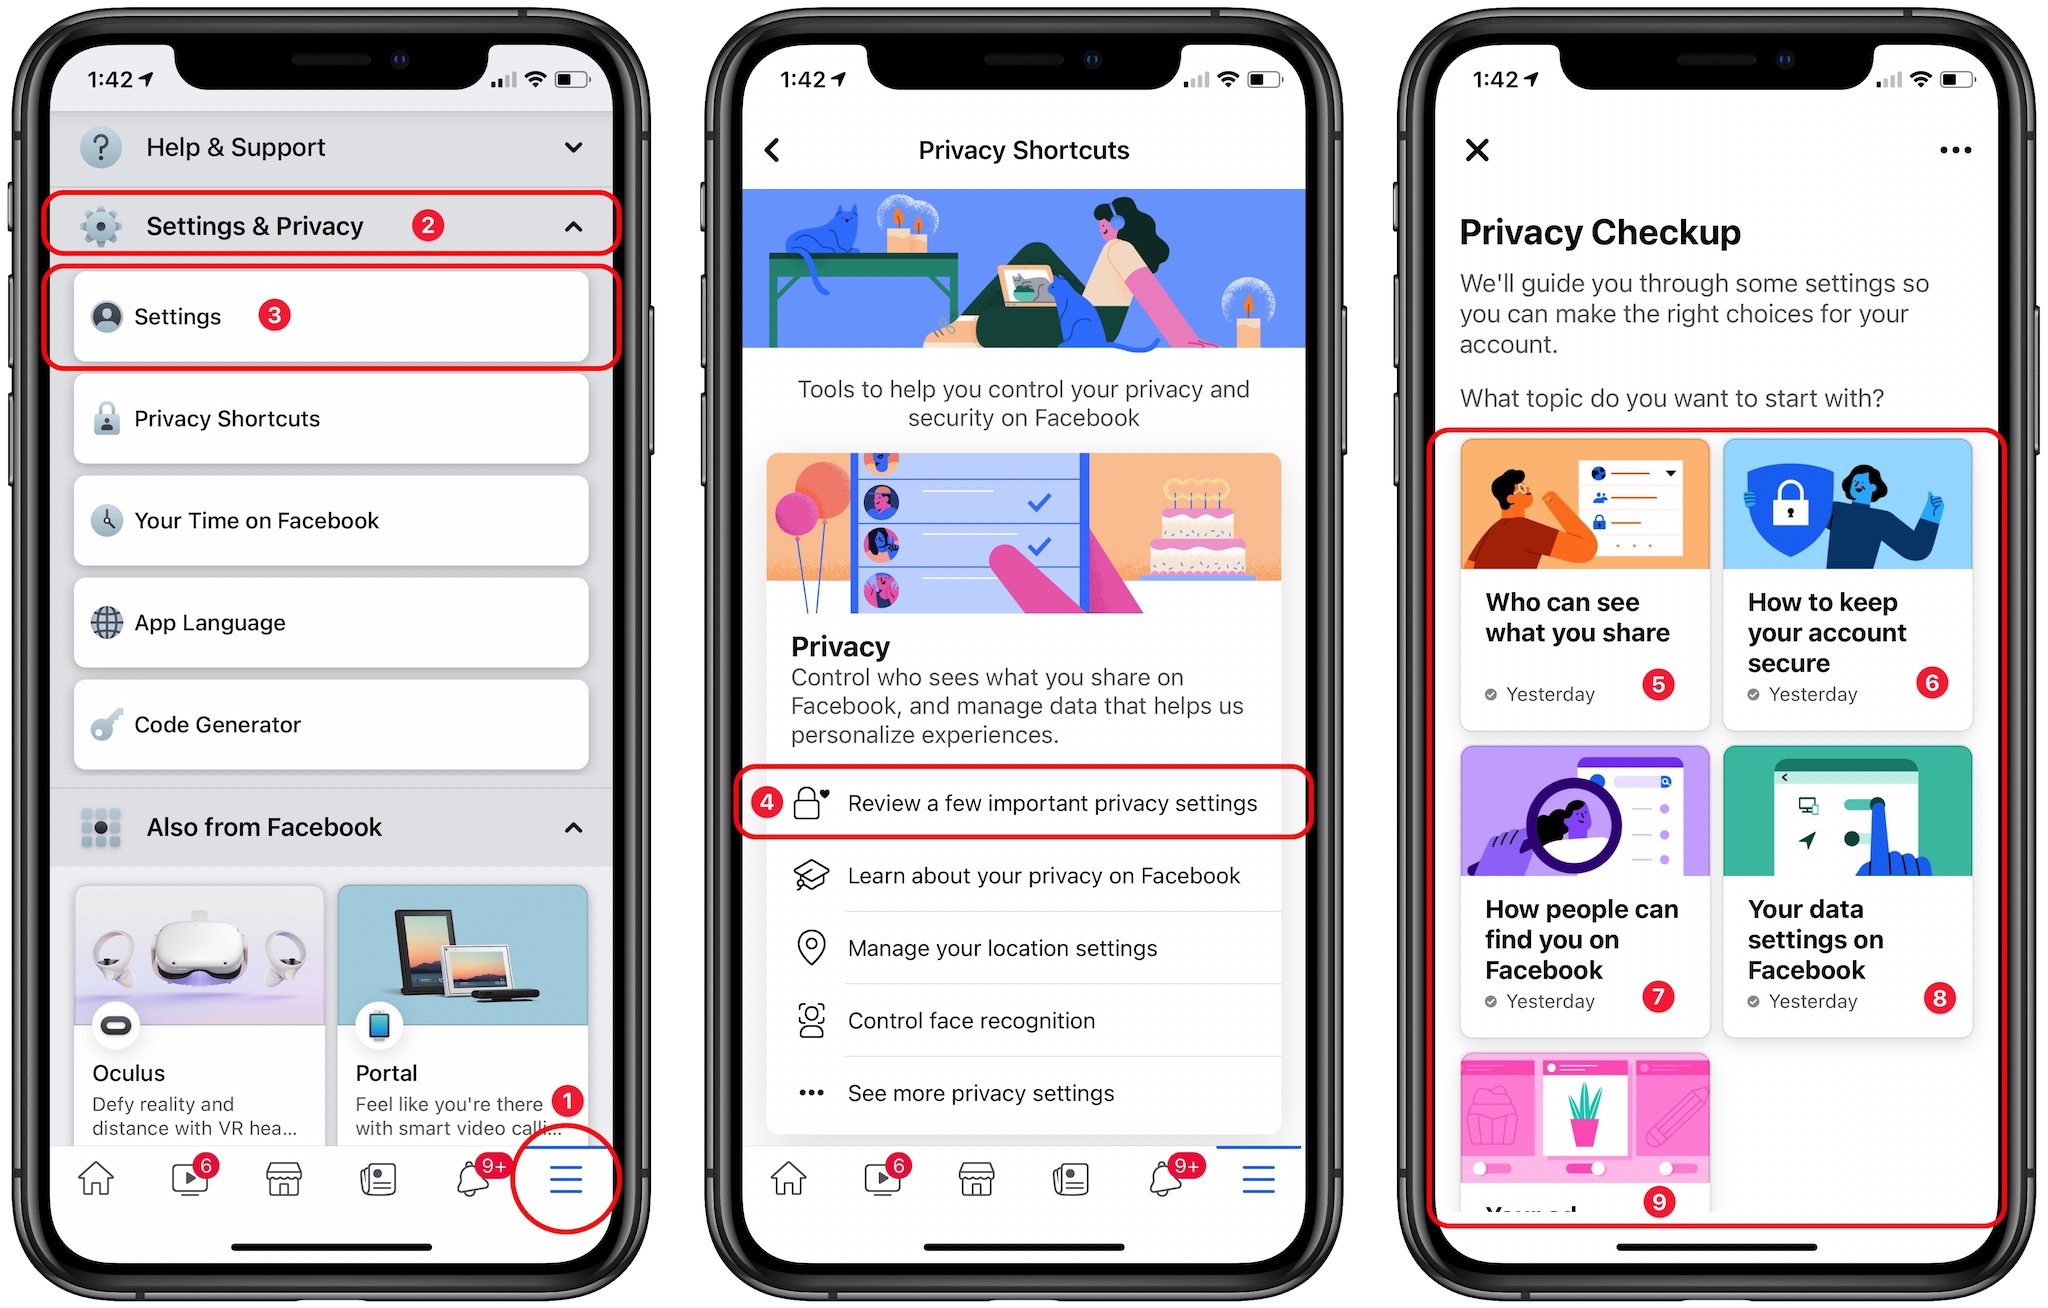 1:42
Help & Support
Settings & Privacy
2
Settings
3
Privacy Shortcuts
Your Time on Facebook
App Language
Code Generator
Also from Facebook
Oculus
Defy reality and
distance with VR hea...
Portal
Feel like you're there
with smart video calli...
1
6
9+
1:42
Privacy Shortcuts
Tools to help you control your privacy and
security on Facebook
Privacy
Control who sees what you share on
Facebook, and manage data that helps us
personalize experiences.
4
Review a few important privacy settings
Learn about your privacy on Facebook
Manage your location settings
Control face recognition
See more privacy settings
6
9+
1:42
Privacy Checkup
We'll guide you through some settings so
you can make the right choices for your
account.
What topic do you want to start with?
Who can see
what you share
Yesterday
5
How to keep
your account
secure
Yesterday
6
How people can
find you on
Facebook
Yesterday
7
Your data
settings on
Facebook
Yesterday
8
Your ad
9